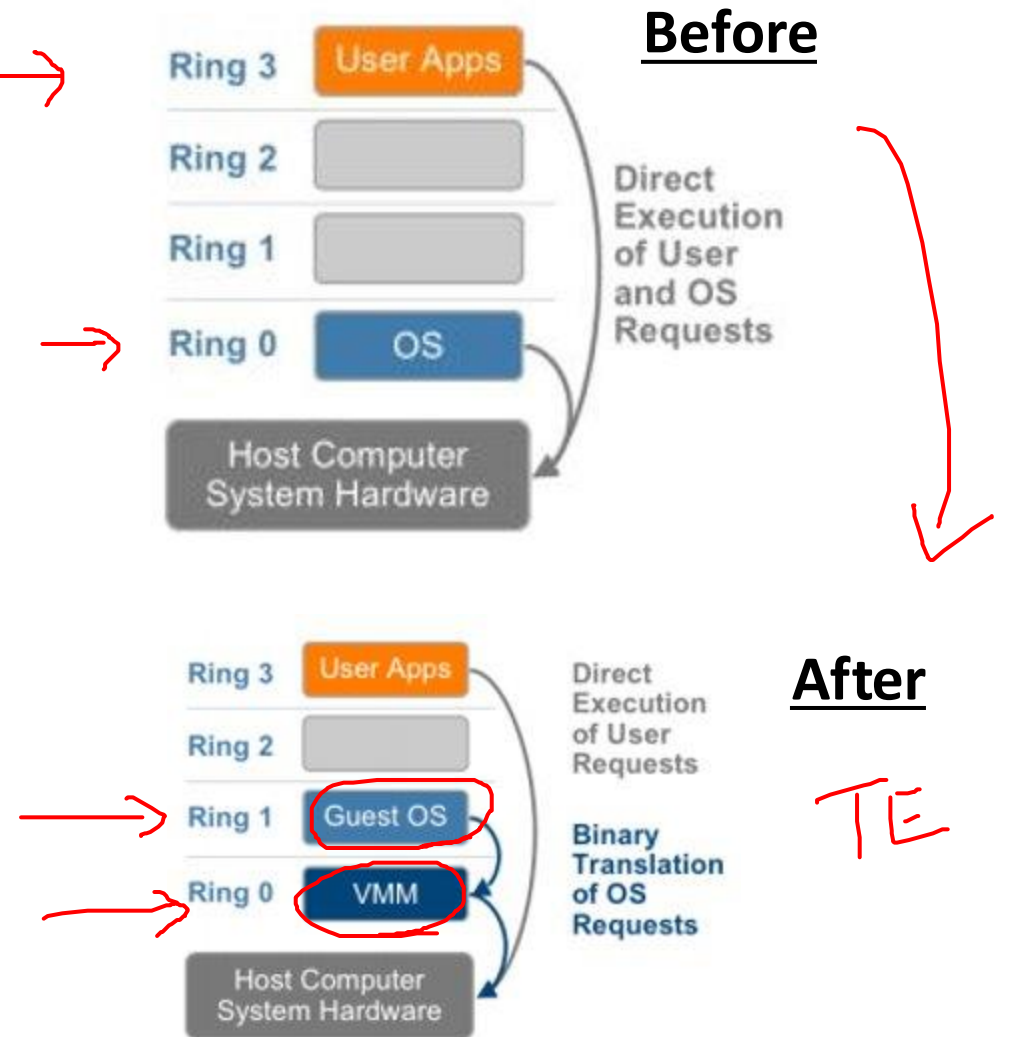 Before
Ring 3
User Apps
Ring 2
Ring 1
Ring 0
OS
Direct
Execution
of User
and OS
Requests
Host Computer
System Hardware
After
Ring 3
User Apps
Ring 2
Ring 1
Guest OS
Ring 0
VMM
Direct
Execution
of User
Requests
Binary
Translation
of OS
Requests
TE
Host Computer
System Hardware